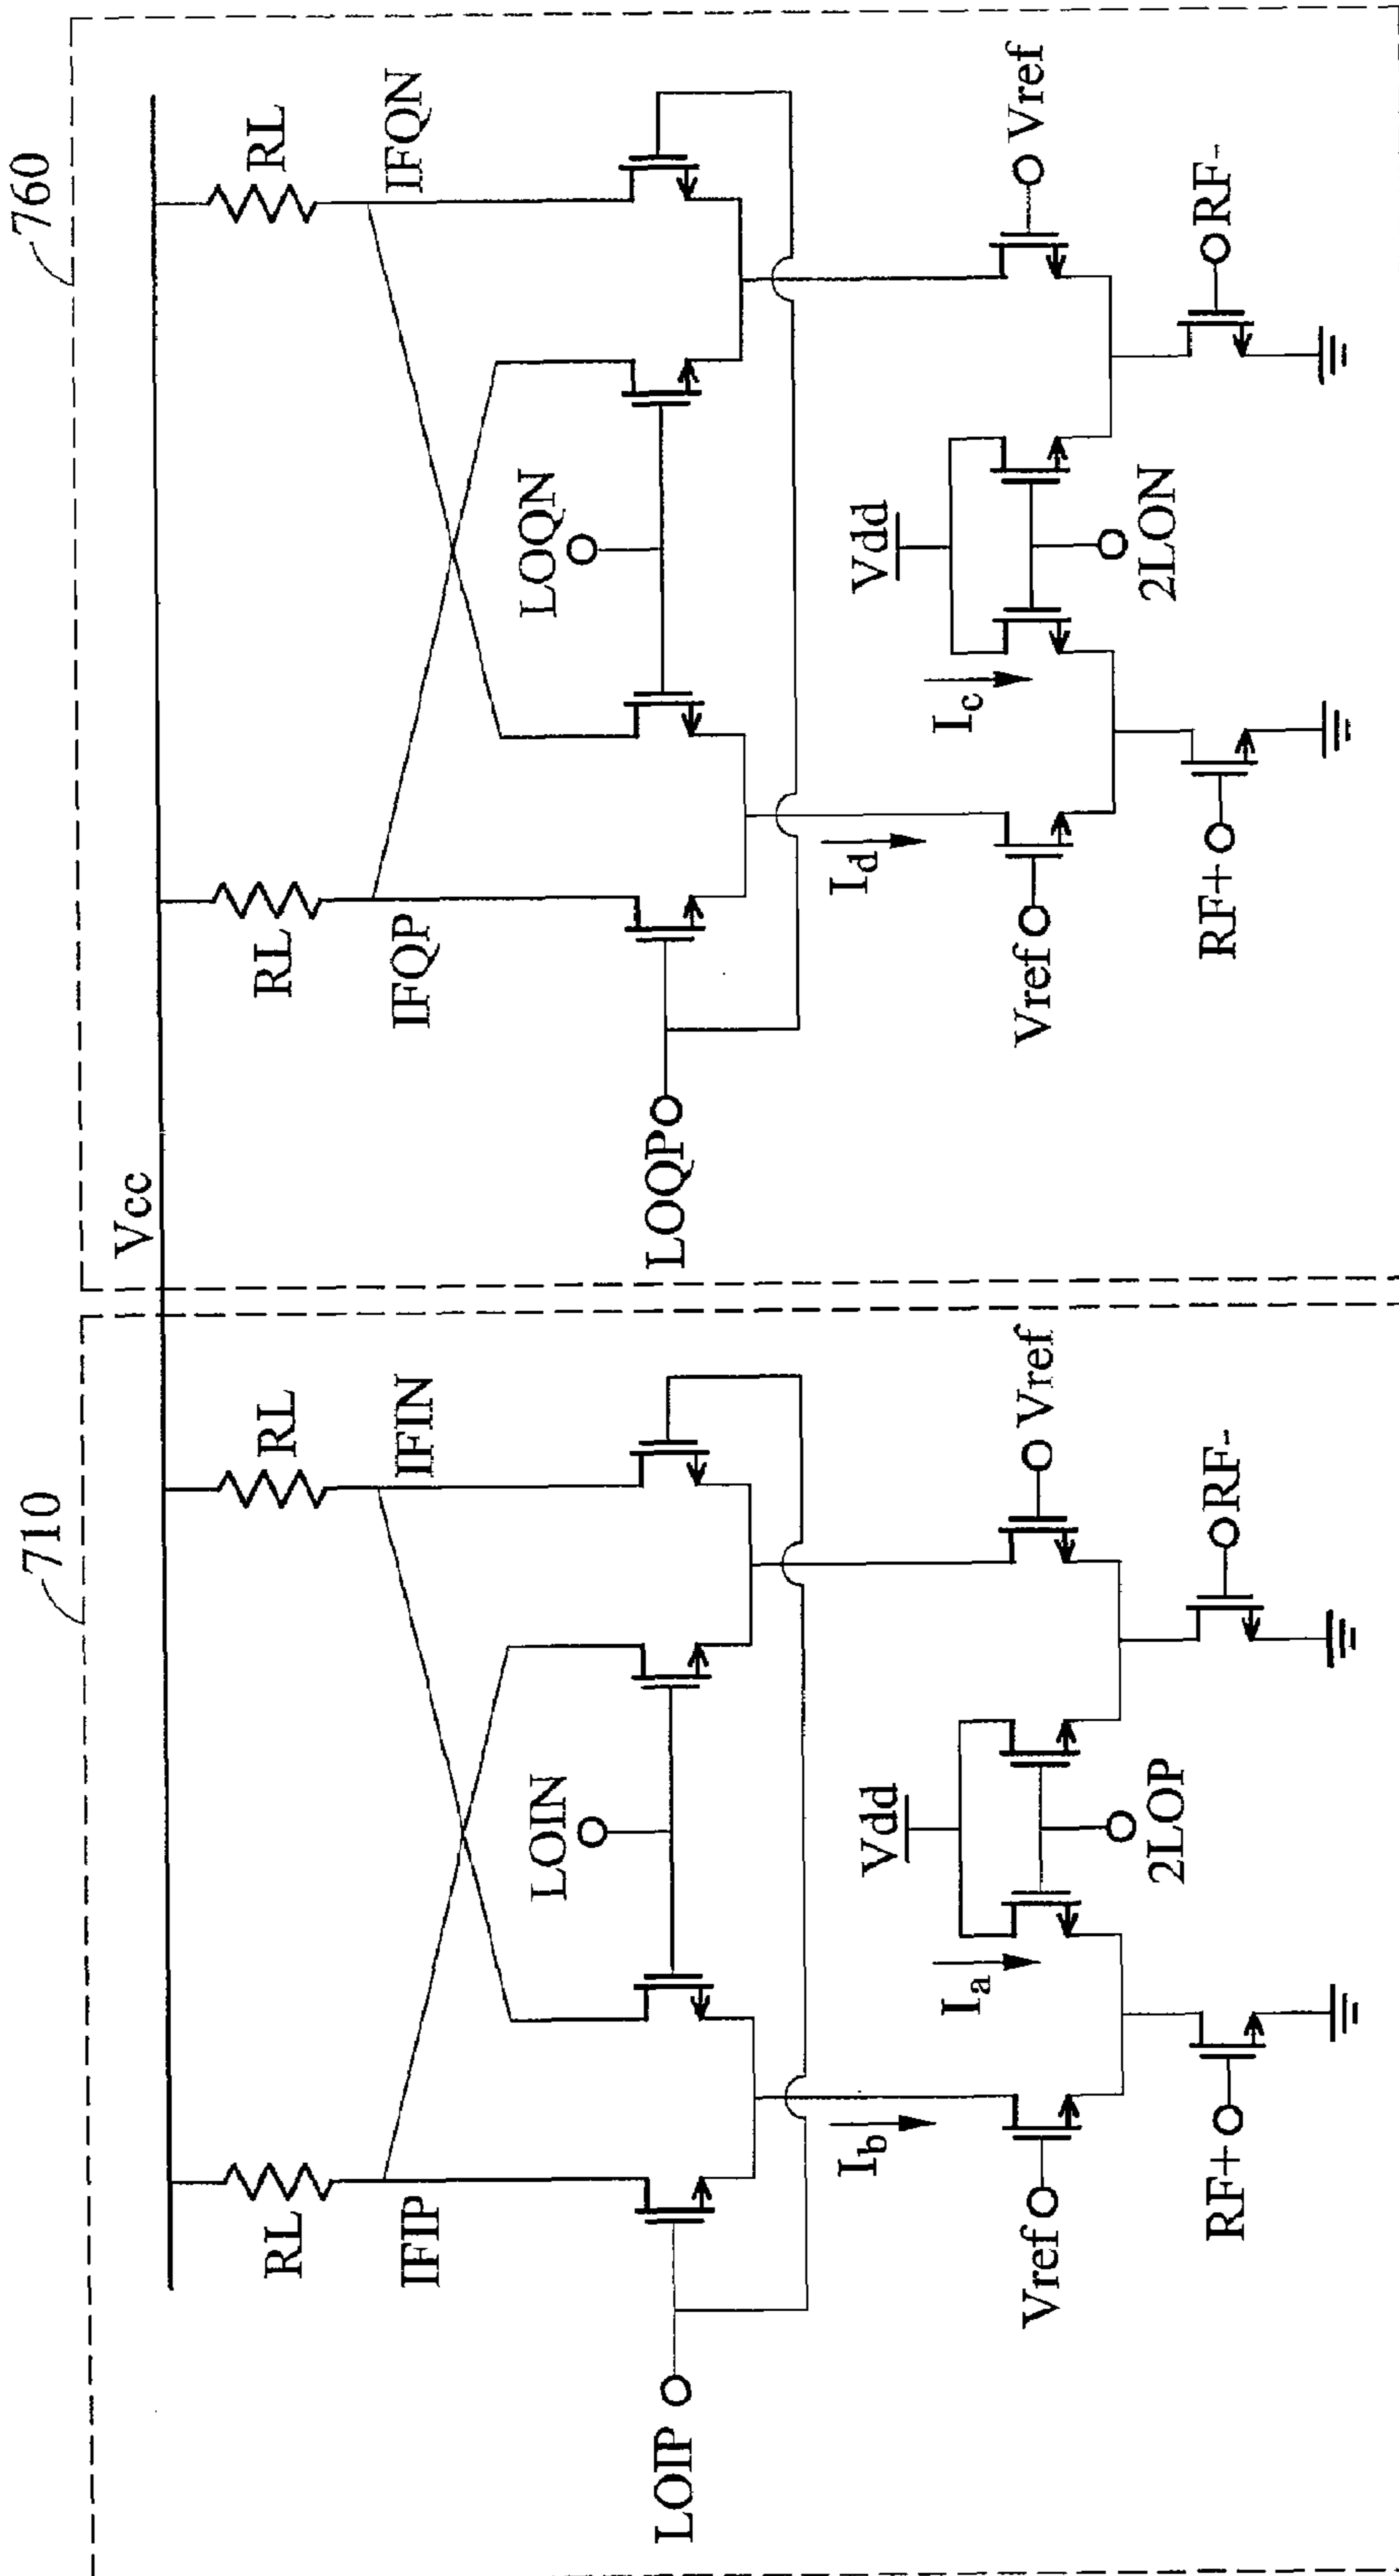 710
760
Vcc
RL
RL
RL
RL
IFIP
IFIN
IFQP
IFQN
LOIN
LOQN
LOIP
LOQP
Vdd
Vdd
Ib
Ia
Id
Ic
Vref
Vref
Vref
Vref
2LOP
2LON
RF+
RF-
RF+
RF-